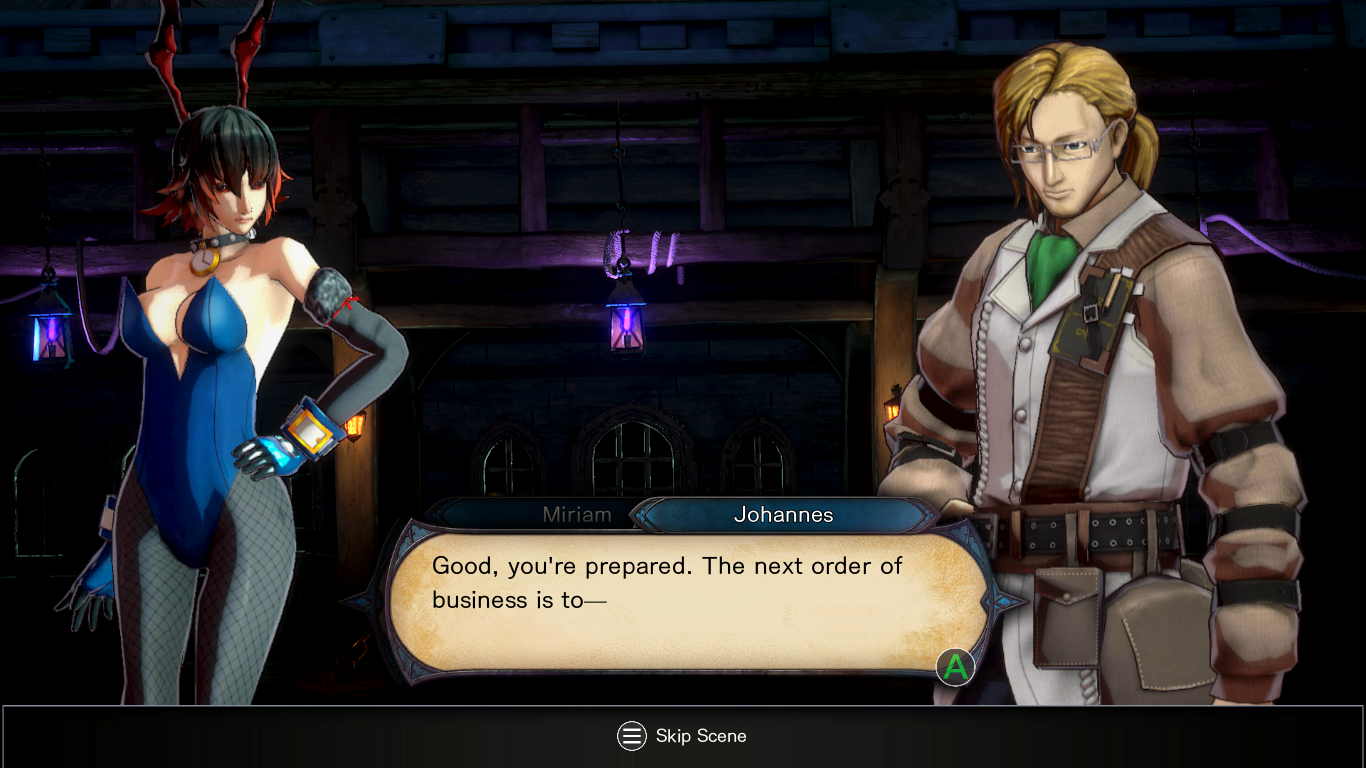 Miriam
Johannes
Good, you're prepared. The next order of
business is to—
A
Skip Scene